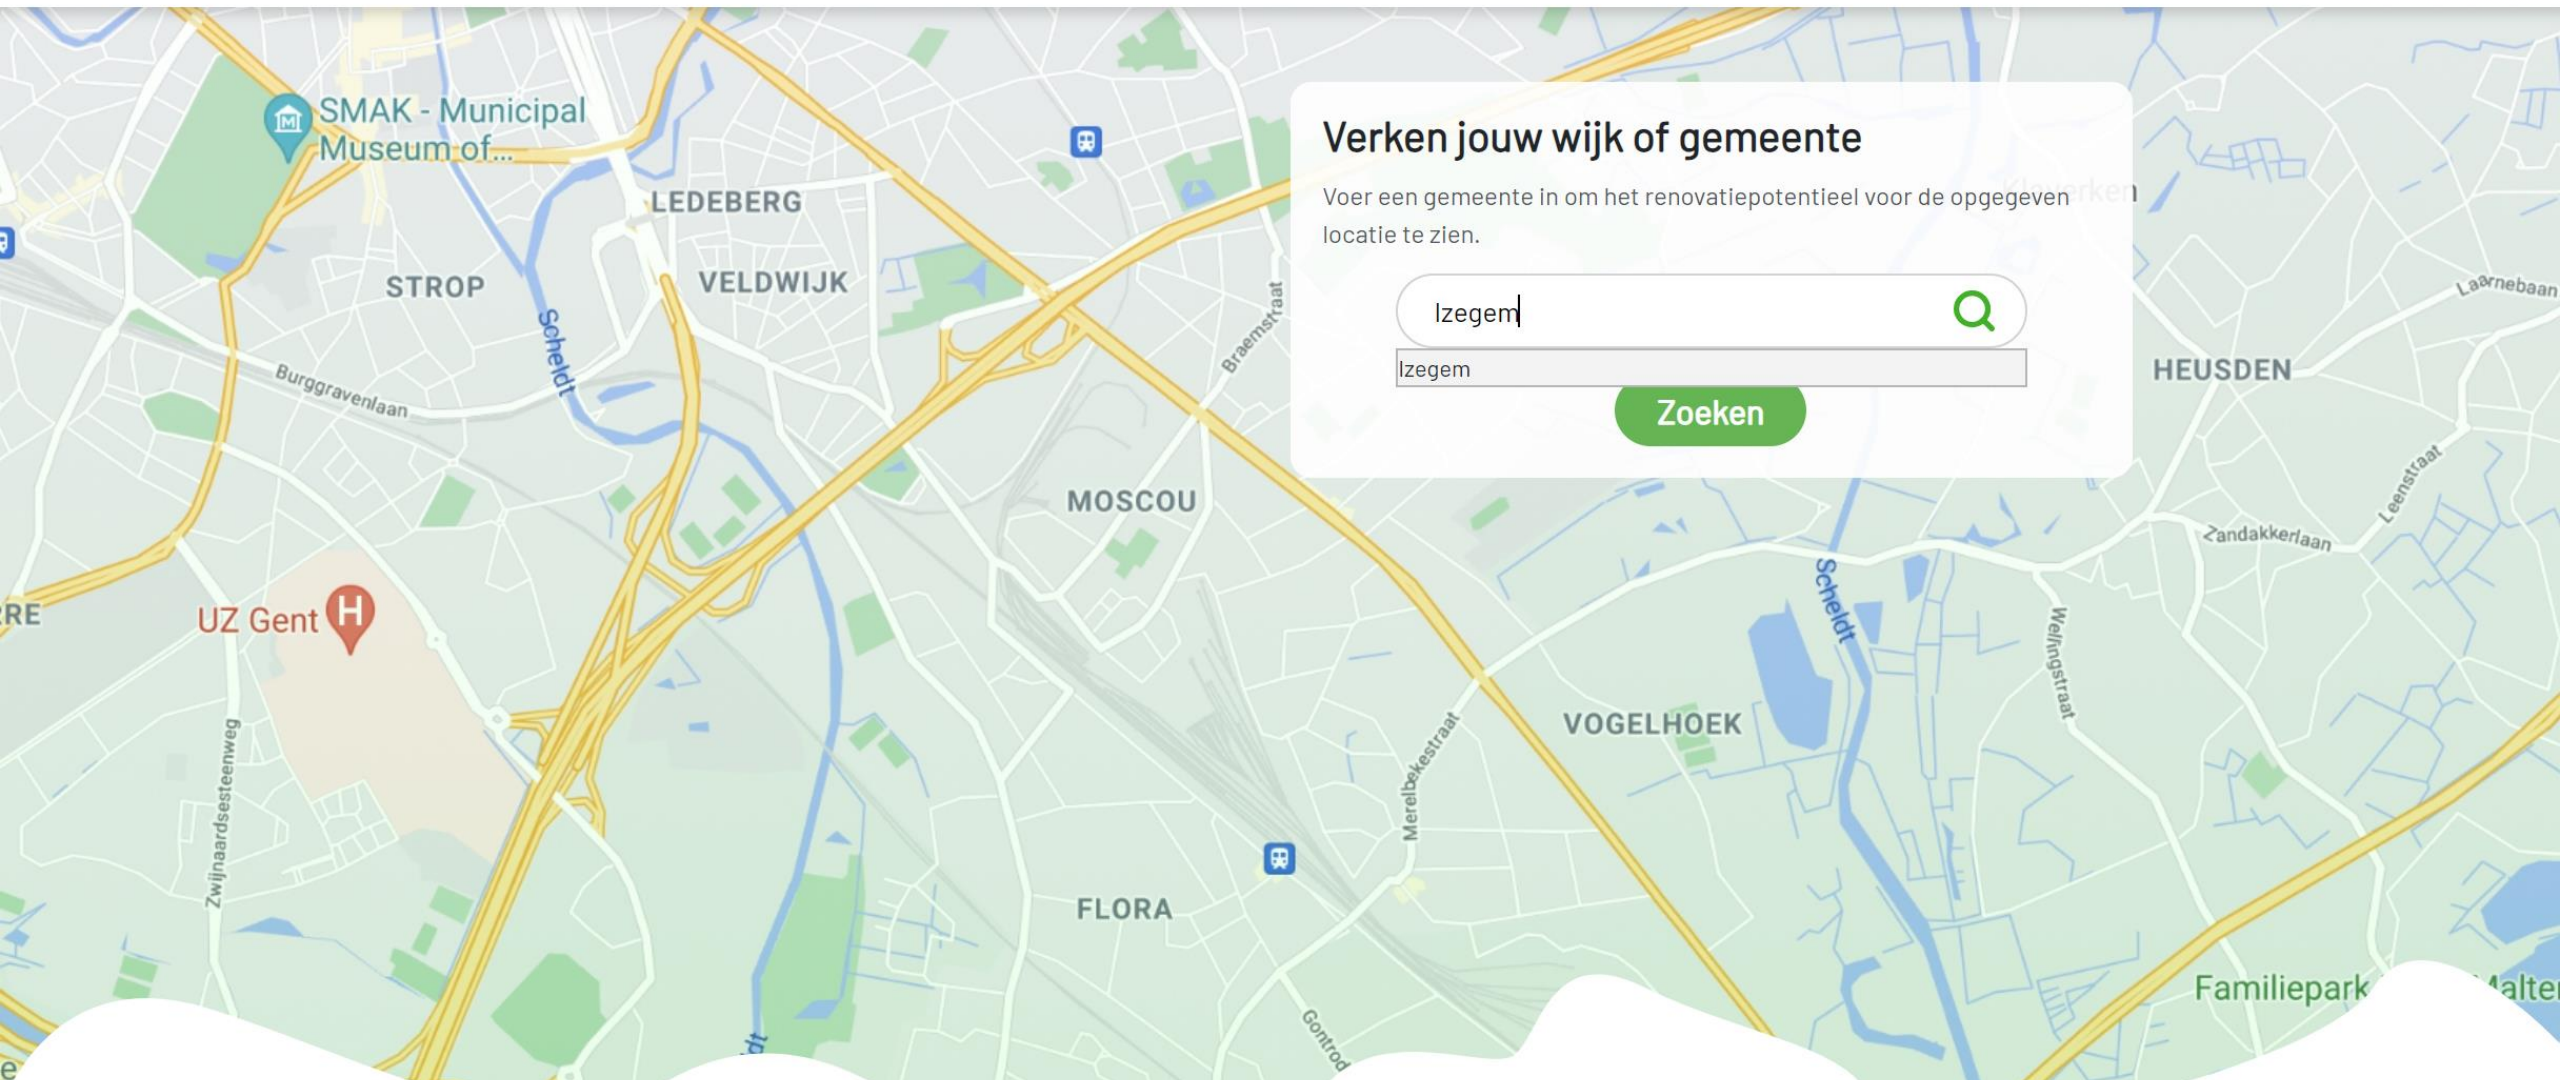 SMAK - Municipal
Museum of...
LEDEBERG
STROP
VELDWIJK
Scheldt
Burggravenlaan
Braemstraat
MOSCOU
UZ Gent
H
Zwijnaardsesteenweg
FLORA
Merelbekestraat
VOGELHOEK
Scheldt
HEUSDEN
Laarnebaan
Leenstraat
Zandakkerlaan
Wellingstraat
Familiepark
Verken jouw wijk of gemeente
Voer een gemeente in om het renovatiepotentieel voor de opgegeven
locatie te zien.
Izegem
Izegem
Zoeken